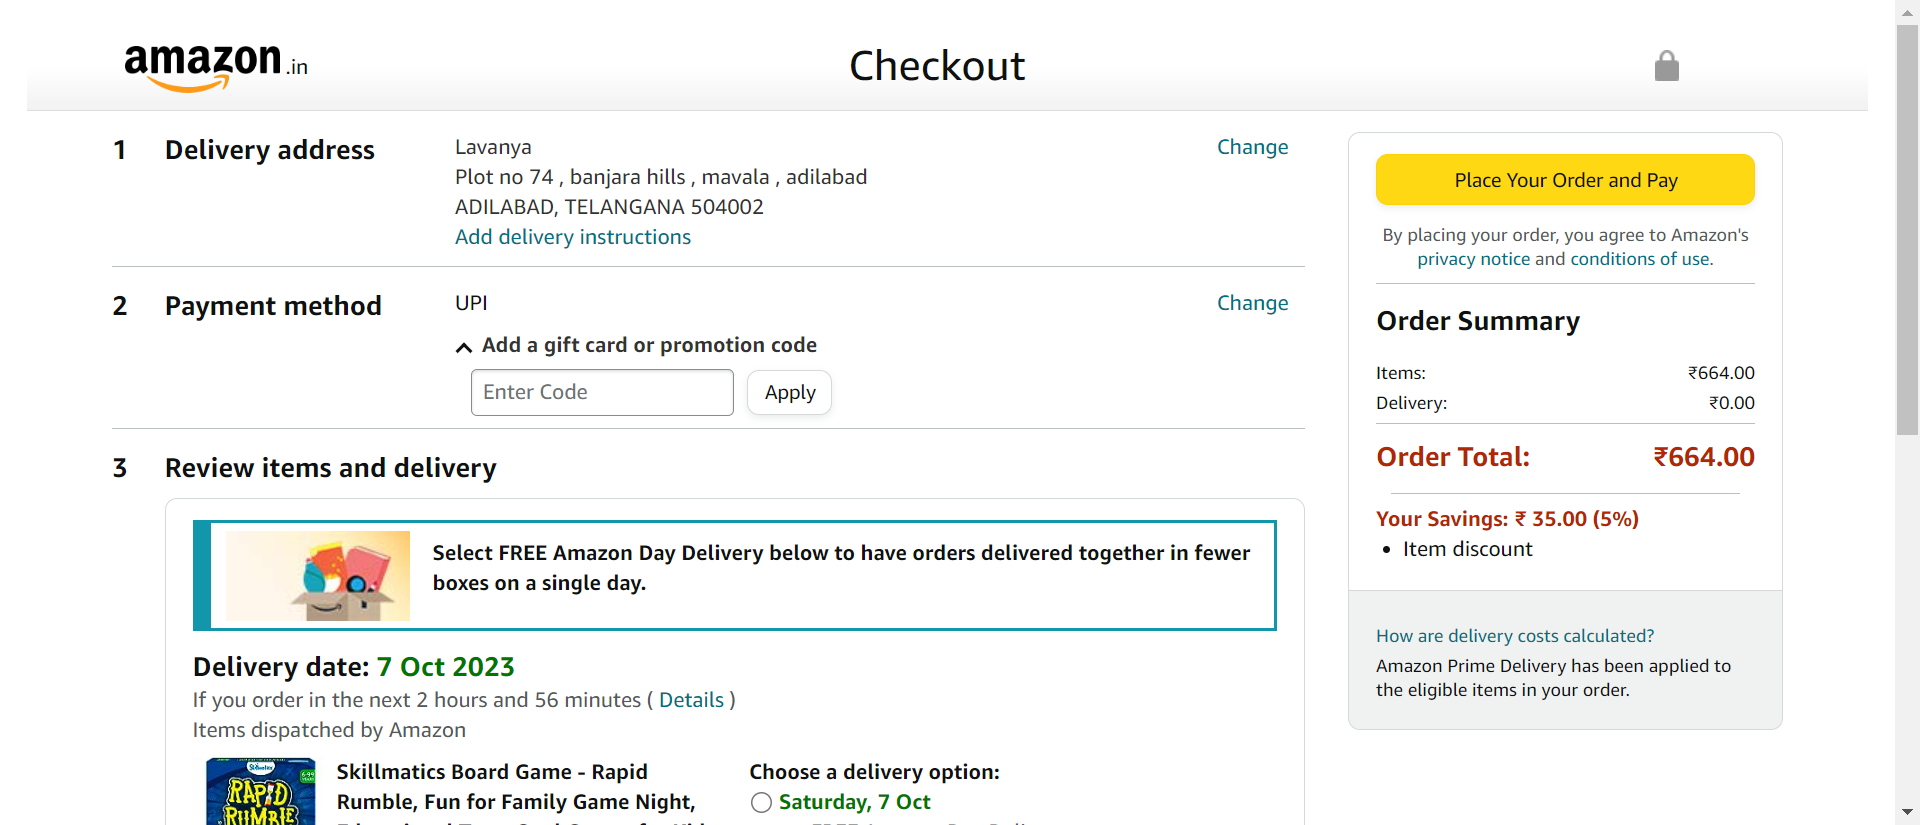 amazon.in
Checkout
1 Delivery address
Lavanya
Plot no 74 , banjara hills , mavala , adilabad
ADILABAD, TELANGANA 504002
Add delivery instructions
Change
2 Payment method
UPI
Change
Add a gift card or promotion code
Enter Code
Apply
3 Review items and delivery
Select FREE Amazon Day Delivery below to have orders delivered together in fewer
boxes on a single day.
Delivery date: 7 Oct 2023
If you order in the next 2 hours and 56 minutes ( Details )
Items dispatched by Amazon
Skillmatics
RAPID
RUMBLE
Skillmatics Board Game - Rapid
Rumble, Fun for Family Game Night,
Choose a delivery option:
Saturday, 7 Oct
Place Your Order and Pay
By placing your order, you agree to Amazon's
privacy notice and conditions of use.
Order Summary
Items: ₹664.00
Delivery: ₹0.00
Order Total: ₹664.00
Your Savings: ₹ 35.00 (5%)
• Item discount
How are delivery costs calculated?
Amazon Prime Delivery has been applied to
the eligible items in your order.